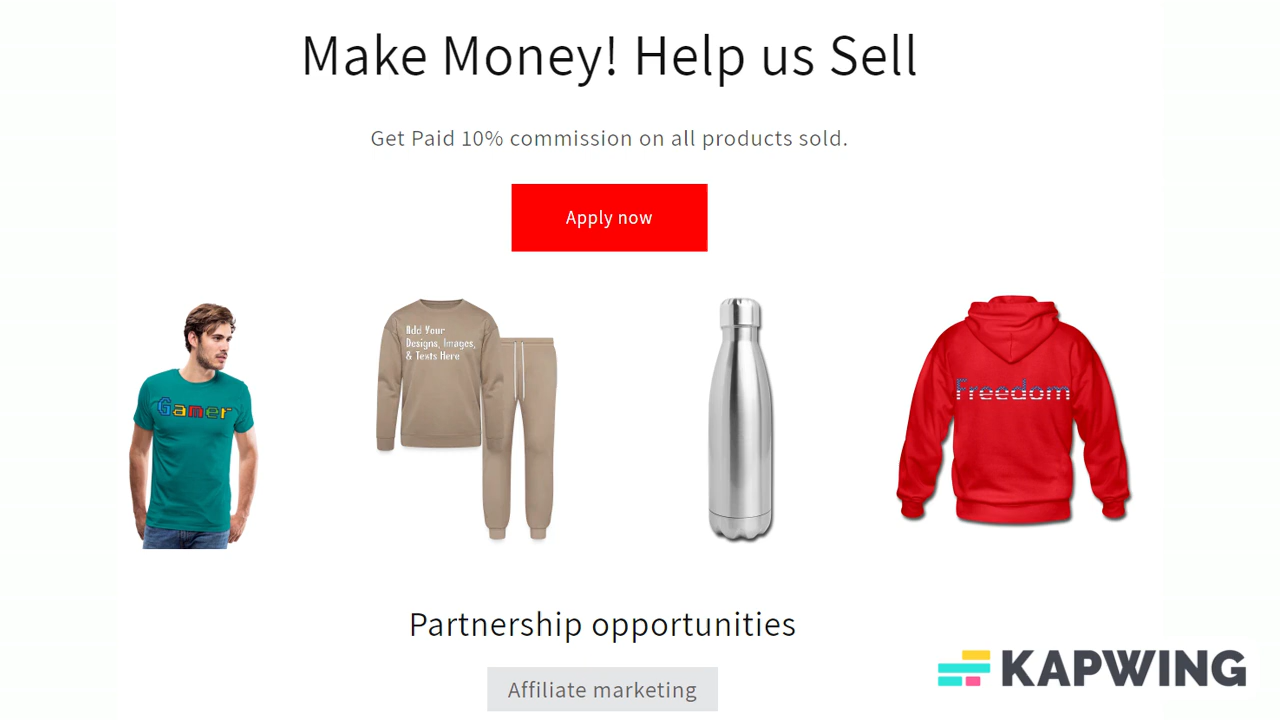 Make Money! Help us Sell
Get Paid 10% commission on all products sold.
Apply now
Gamer
Add Your
Designs, Images,
& Texts Here
Freedom
Partnership opportunities
Affiliate marketing
KAPWING